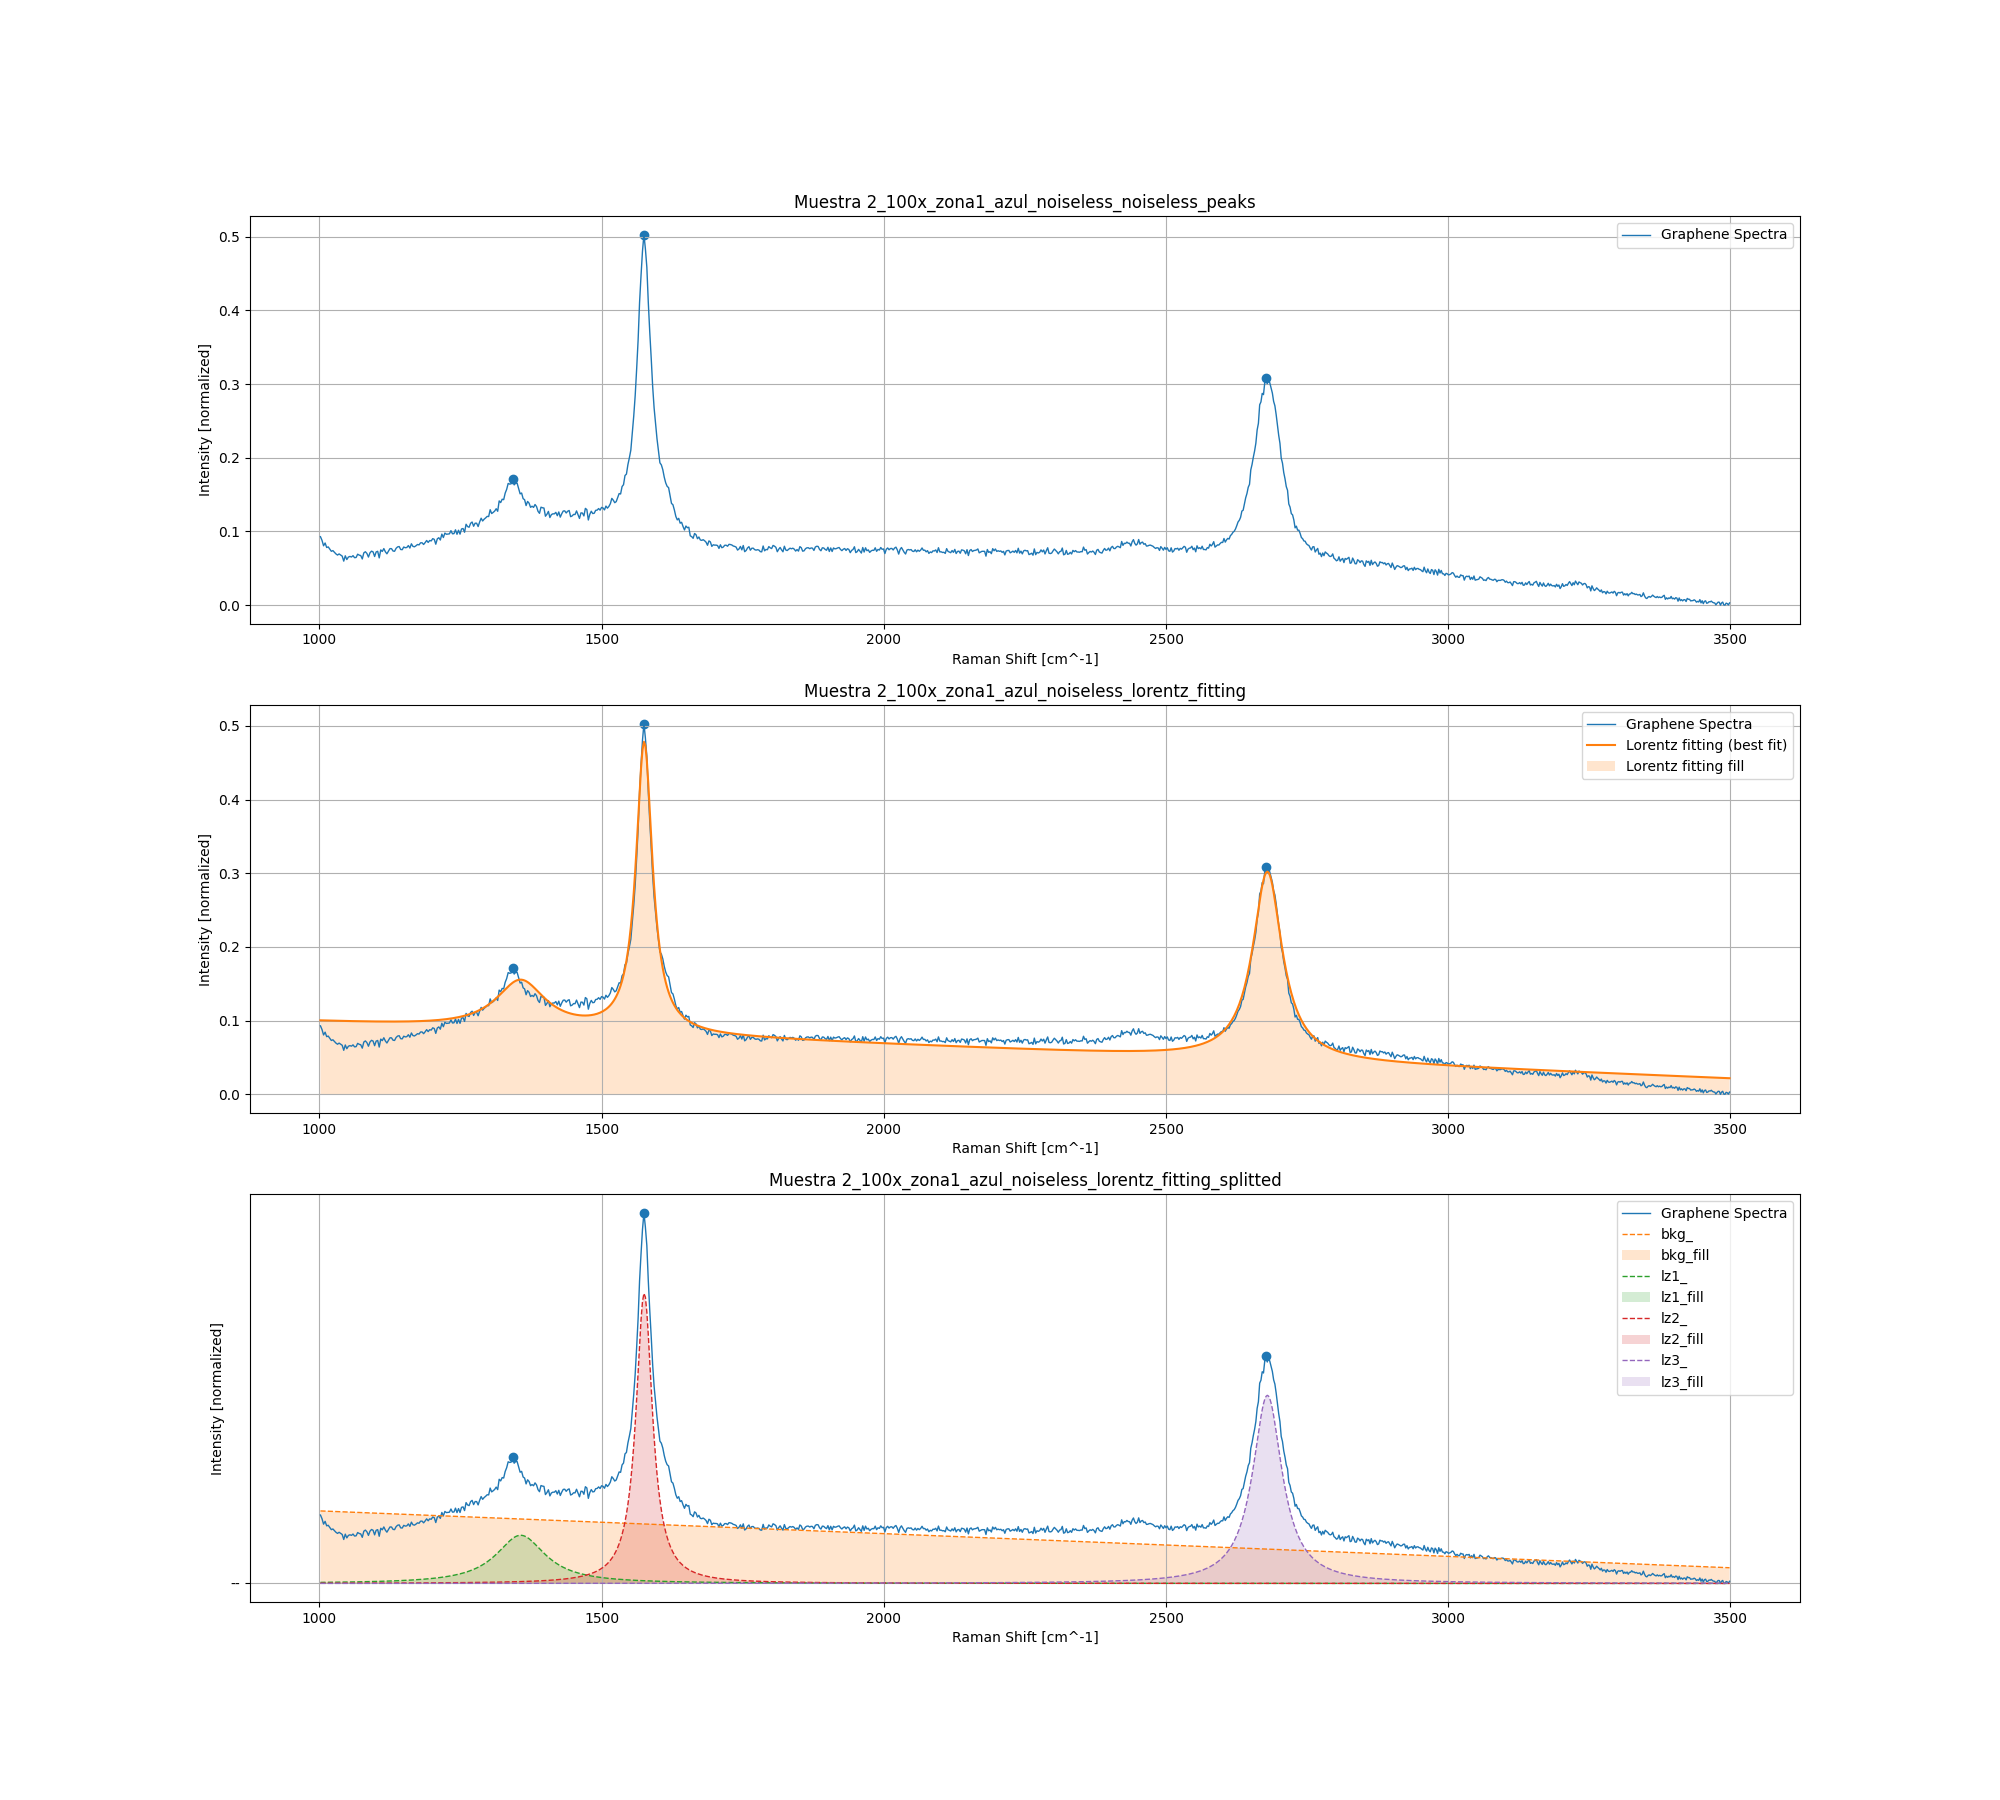 Muestra 2_100x_zona1_azul_noiseless_noiseless_peaks
Graphene Spectra
Intensity [normalized]
0.5
0.4
0.3
0.2
0.1
0.0
1000 1500 2000 2500 3000 3500
Raman Shift [cm^-1]
Muestra 2_100x_zona1_azul_noiseless_lorentz_fitting
Graphene Spectra
Lorentz fitting (best fit)
Lorentz fitting fill
Intensity [normalized]
0.5
0.4
0.3
0.2
0.1
0.0
1000 1500 2000 2500 3000 3500
Raman Shift [cm^-1]
Muestra 2_100x_zona1_azul_noiseless_lorentz_fitting_splitted
Graphene Spectra
bkg_
bkg_fill
lz1_
lz1_fill
lz2_
lz2_fill
lz3_
lz3_fill
Intensity [normalized]
--
1000 1500 2000 2500 3000 3500
Raman Shift [cm^-1]